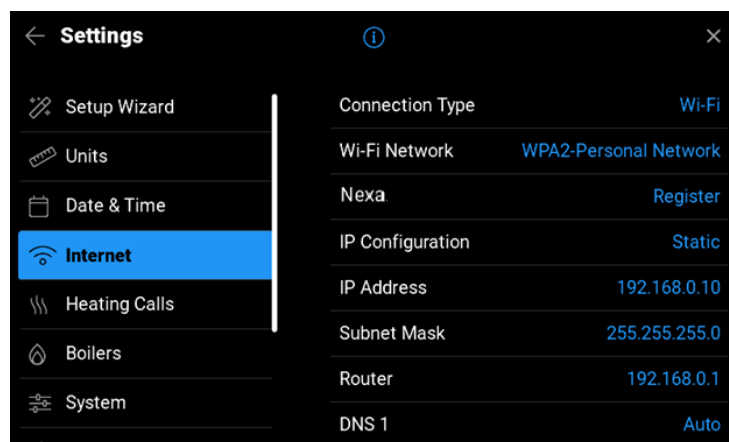 Settings
Setup Wizard
Units
Date & Time
Internet
Heating Calls
Boilers
System
Connection Type Wi-Fi
Wi-Fi Network WPA2-Personal Network
Nexa Register
IP Configuration Static
IP Address 192.168.0.10
Subnet Mask 255.255.255.0
Router 192.168.0.1
DNS 1 Auto